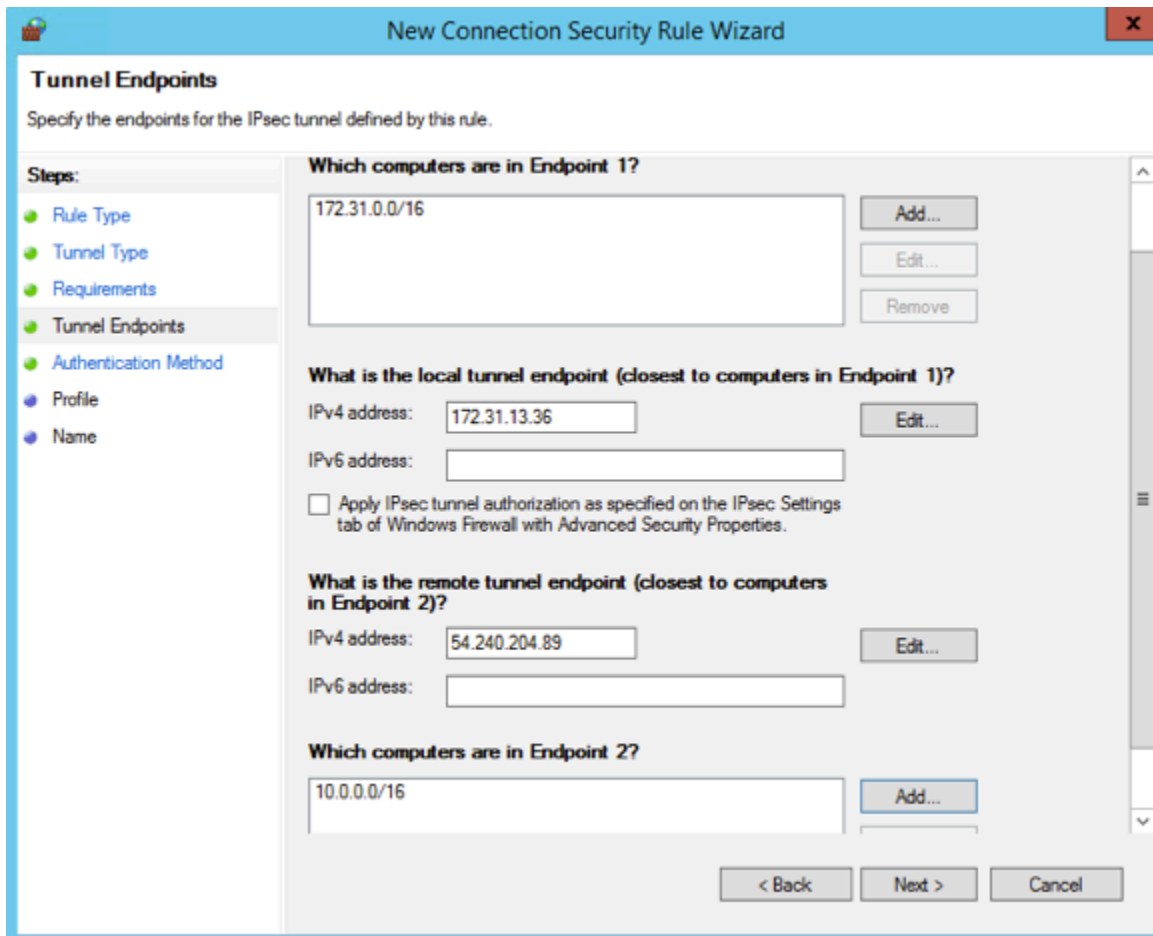 New Connection Security Rule Wizard
x
Tunnel Endpoints
Specify the endpoints for the IPsec tunnel defined by this rule.
Steps:
Rule Type
Tunnel Type
Requirements
Tunnel Endpoints
Authentication Method
Profile
Name
Which computers are in Endpoint 1?
172.31.0.0/16
Add...
Edit...
Remove
What is the local tunnel endpoint (closest to computers in Endpoint 1)?
IPv4 address:
172.31.13.36
Edit...
IPv6 address:
Apply IPsec tunnel authorization as specified on the IPsec Settings
tab of Windows Firewall with Advanced Security Properties.
What is the remote tunnel endpoint (closest to computers
in Endpoint 2)?
IPv4 address:
54.240.204.89
Edit...
IPv6 address:
Which computers are in Endpoint 2?
10.0.0.0/16
Add...
< Back
Next >
Cancel